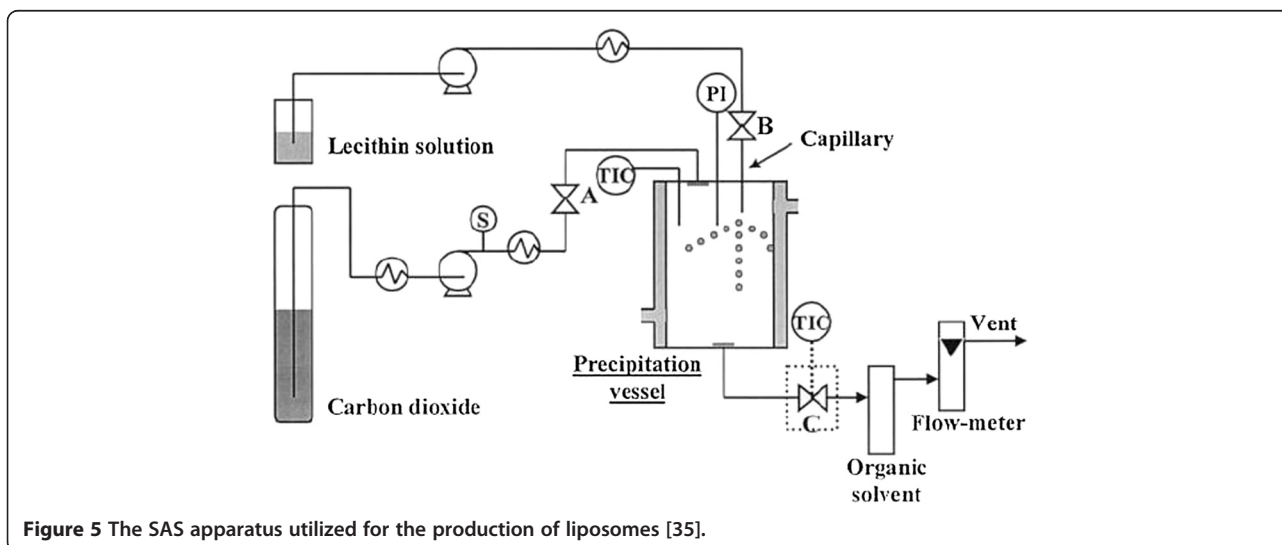 PI
B
Capillary
Lecithin solution
TIC
A
S
TIC
Vent
Precipitation
vessel
Carbon dioxide
C
Flow-meter
Organic
solvent
Figure 5 The SAS apparatus utilized for the production of liposomes [35].